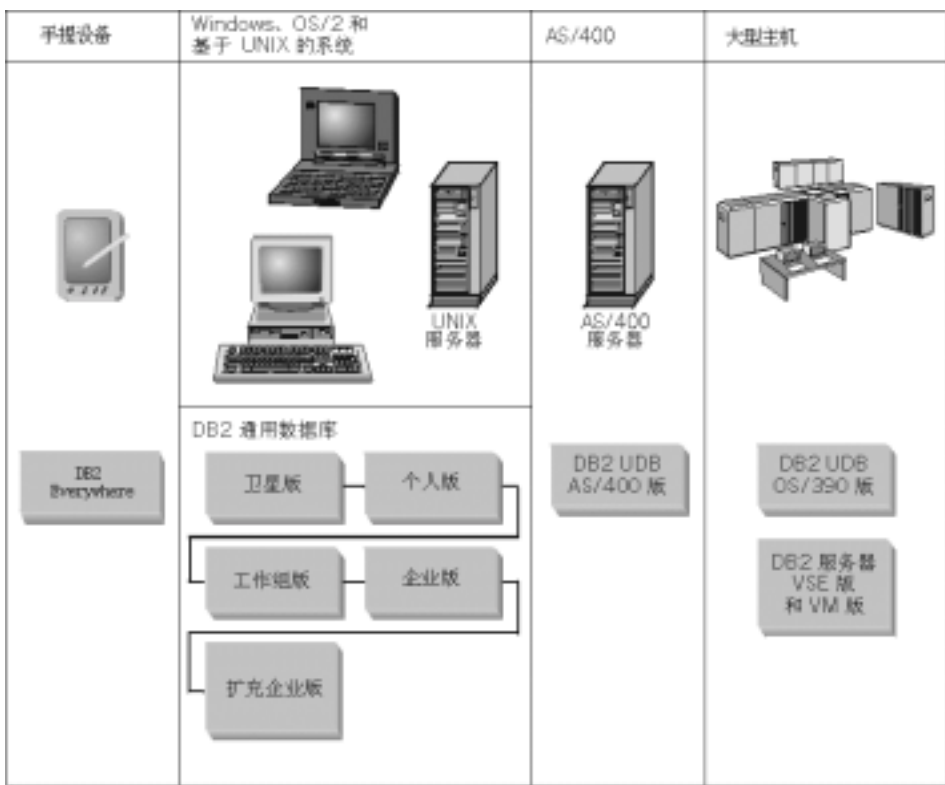 手提设备
Windows、OS/2 和
基于 UNIX 的系统
AS/400
大型主机
UNIX
服务器
AS/400
服务器
DB2 通用数据库
DB2
Everywhere
卫星版
个人版
工作组版
企业版
扩充企业版
DB2 UDB
AS/400 版
DB2 UDB
OS/390 版
DB2 服务器
VSE 版
和 VM 版